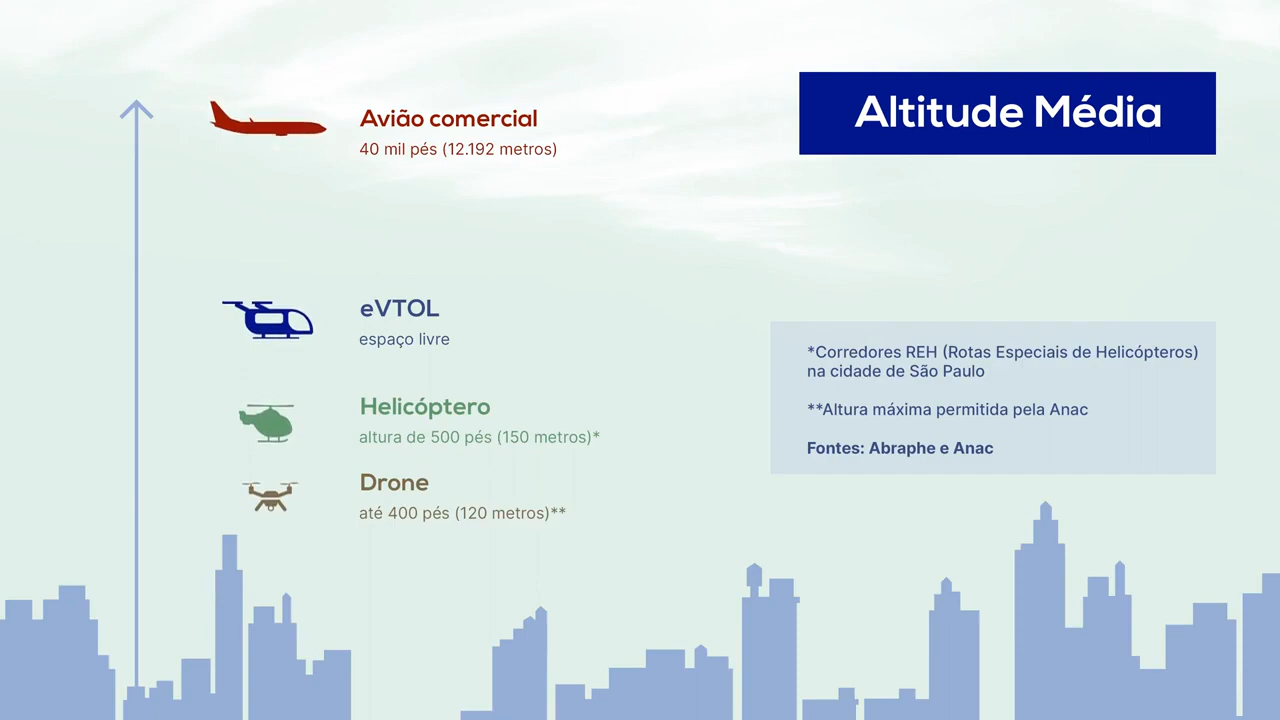 Altitude Média
Avião comercial
40 mil pés (12.192 metros)
eVTOL
espaço livre
Helicóptero
altura de 500 pés (150 metros)*
Drone
até 400 pés (120 metros)**
*Corredores REH (Rotas Especiais de Helicópteros)
na cidade de São Paulo
**Altura máxima permitida pela Anac
Fontes: Abraphe e Anac